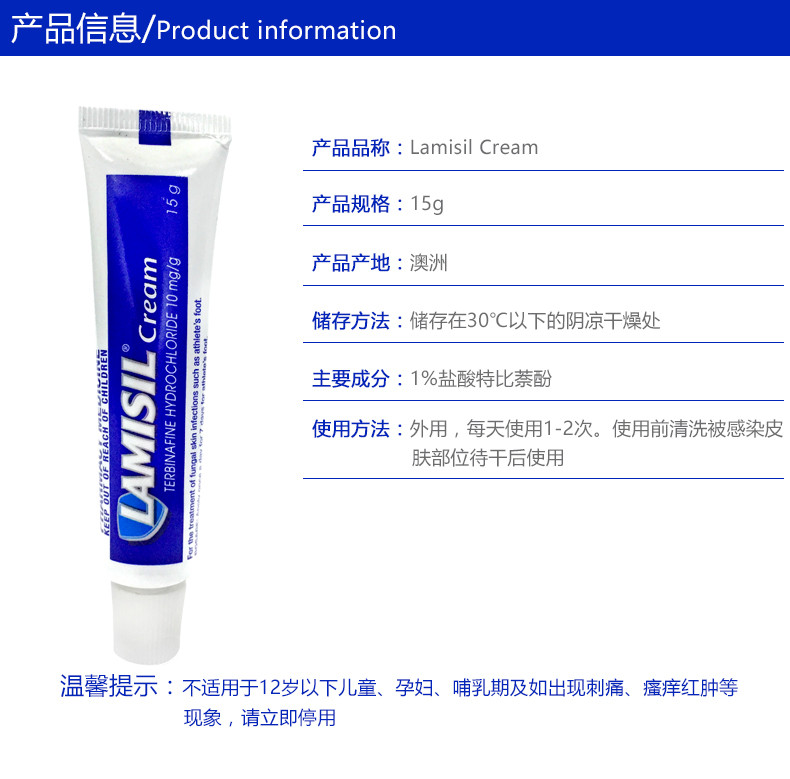 产品信息/Product information
产品品称：Lamisil Cream
产品规格：15g
产品产地：澳洲
储存方法：储存在30℃以下的阴凉干燥处
主要成分：1%盐酸特比萘酚
使用方法：外用，每天使用1-2次。使用前清洗被感染皮
肤部位待干后使用
15 g
LAMISIL® Cream
TERBINAFINE HYDROCHLORIDE 10 mg/g
KEEP OUT OF REACH OF CHILDREN
For the treatment of fungal skin infections such as athlete's foot.
温馨提示：不适用于12岁以下儿童、孕妇、哺乳期及如出现刺痛、瘙痒红肿等
现象，请立即停用